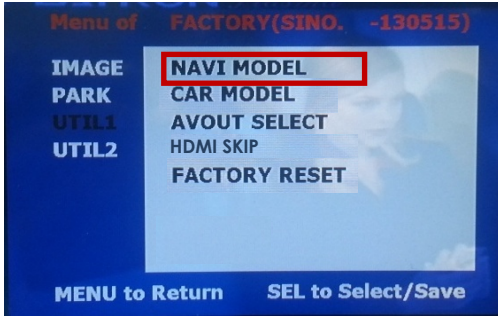 Menu of FACTORY(SINO. -130515)
IMAGE
PARK
UTIL1
UTIL2
NAVI MODEL
CAR MODEL
AVOUT SELECT
HDMI SKIP
FACTORY RESET
MENU to Return SEL to Select/Save